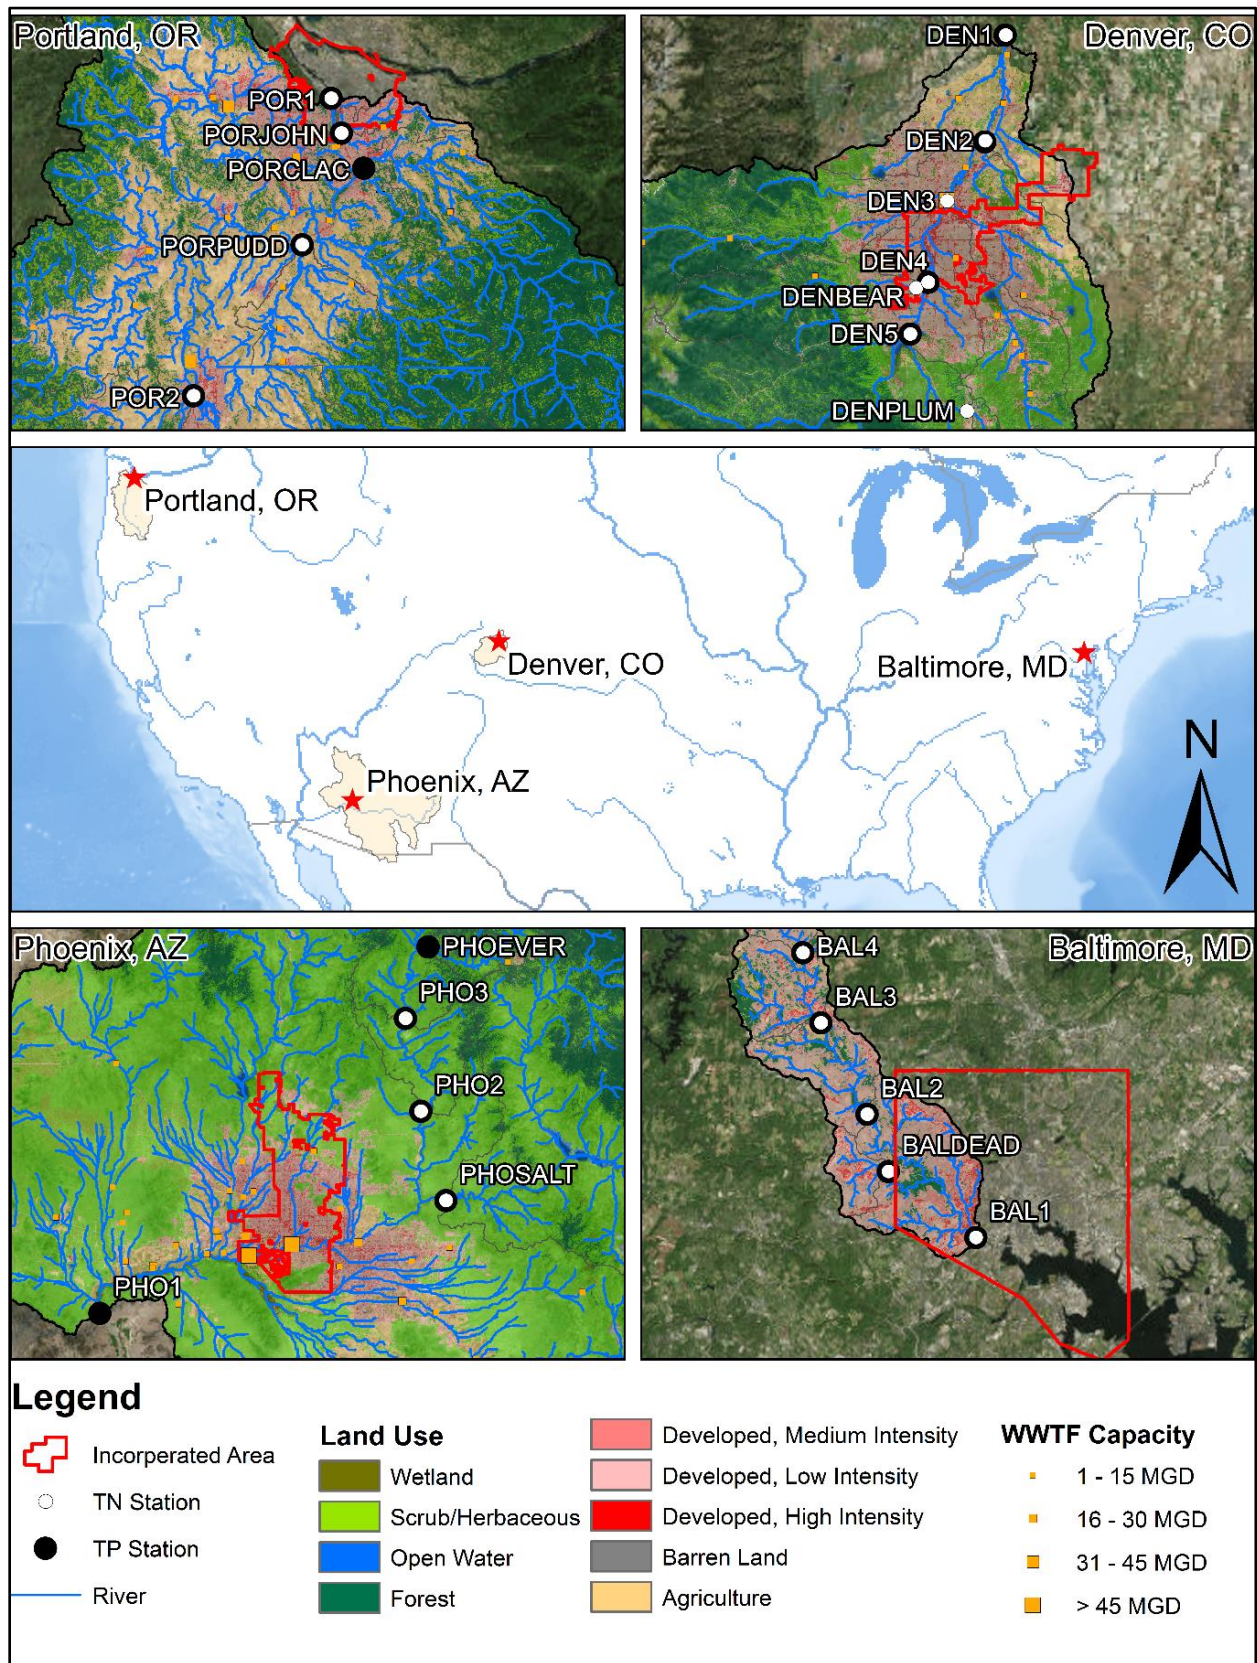 Portland, OR
POR1
PORJOHN
PORCLAC
PORPUDD
POR2
Denver, CO
DEN1
DEN2
DEN3
DEN4
DENBEAR
DEN5
DENPLUM
Portland, OR
Denver, CO
Baltimore, MD
Phoenix, AZ
N
Phoenix, AZ
PHOEVER
PHO3
PHO2
PHOSALT
PHO1
Baltimore, MD
BAL4
BAL3
BAL2
BALDEAD
BAL1
Legend
Incorperated Area
TN Station
TP Station
River
Land Use
Wetland
Scrub/Herbaceous
Open Water
Forest
Developed, Medium Intensity
Developed, Low Intensity
Developed, High Intensity
Barren Land
Agriculture
WWTF Capacity
1 - 15 MGD
16 - 30 MGD
31 - 45 MGD
> 45 MGD